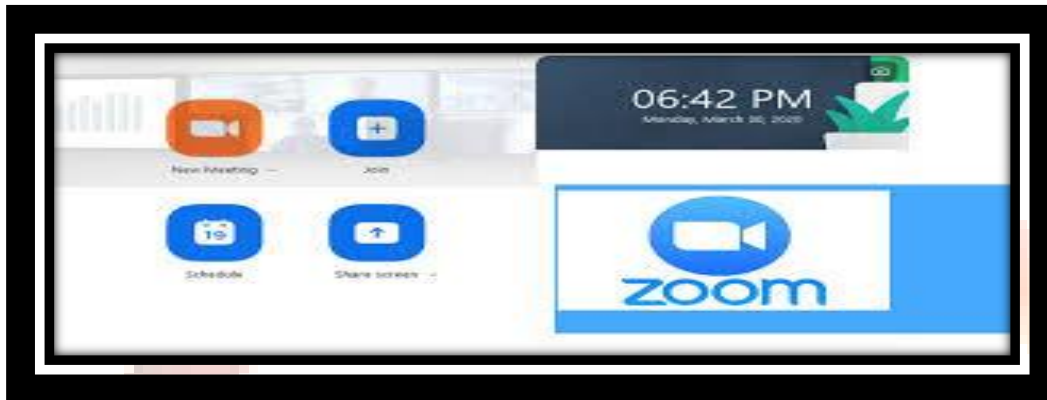 06:42 PM
Monday, March 30, 2020
New Meeting
Join
19
Schedule
Share screen
zoom